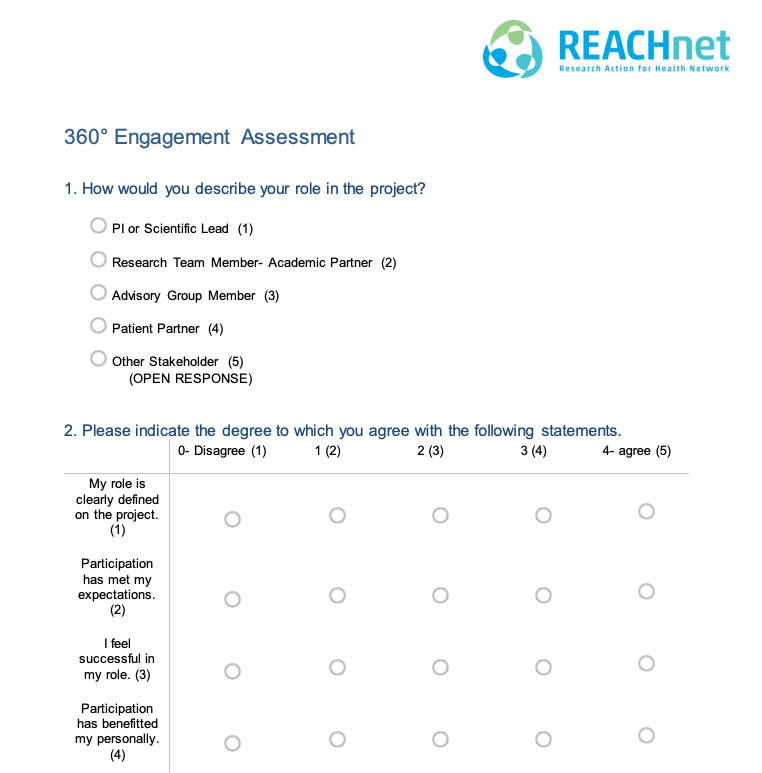 REACHnet
Research Action for Health Network
360° Engagement Assessment
1. How would you describe your role in the project?
PI or Scientific Lead (1)
Research Team Member- Academic Partner (2)
Advisory Group Member (3)
Patient Partner (4)
Other Stakeholder (5)
(OPEN RESPONSE)
2. Please indicate the degree to which you agree with the following statements.
0- Disagree (1) 1 (2) 2 (3) 3 (4) 4- agree (5)
My role is
clearly defined
on the project.
(1)
Participation
has met my
expectations.
(2)
I feel
successful in
my role. (3)
Participation
has benefitted
my personally.
(4)